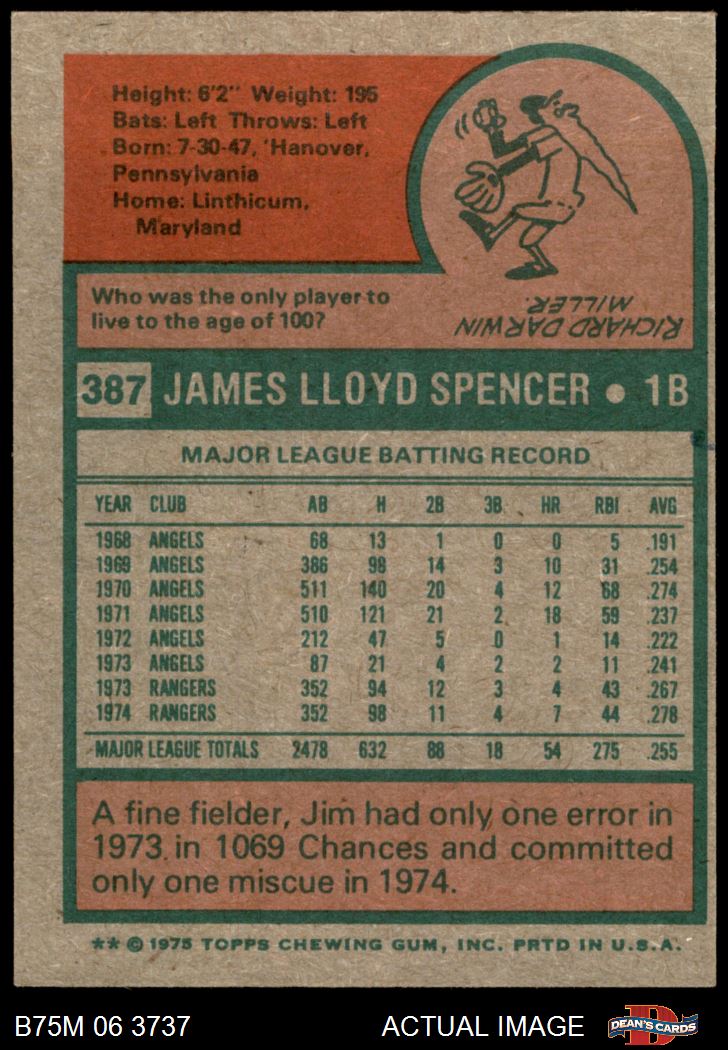 Height: 6'2" Weight: 195
Bats: Left Throws: Left
Born: 7-30-47, 'Hanover,
Pennsylvania
Home: Linthicum,
Maryland
Who was the only player to
live to the age of 100?
RICHARD DARWIN
MILLER.
387 JAMES LLOYD SPENCER • 1B
MAJOR LEAGUE BATTING RECORD
YEAR CLUB AB H 2B 3B HR RBI AVG
1968 ANGELS 68 13 1 0 0 5 .191
1969 ANGELS 386 98 14 3 10 31 .254
1970 ANGELS 511 140 20 4 12 68 .274
1971 ANGELS 510 121 21 2 18 59 .237
1972 ANGELS 212 47 5 0 1 14 .222
1973 ANGELS 87 21 4 2 2 11 .241
1973 RANGERS 352 94 12 3 4 43 .267
1974 RANGERS 352 98 11 4 7 44 .278
MAJOR LEAGUE TOTALS 2478 632 88 18 54 275 .255
A fine fielder, Jim had only one error in
1973 in 1069 Chances and committed
only one miscue in 1974.
** © 1975 TOPPS CHEWING GUM, INC. PRTD IN U.S.A.
B75M 06 3737 ACTUAL IMAGE
D
DEAN'S CARDS